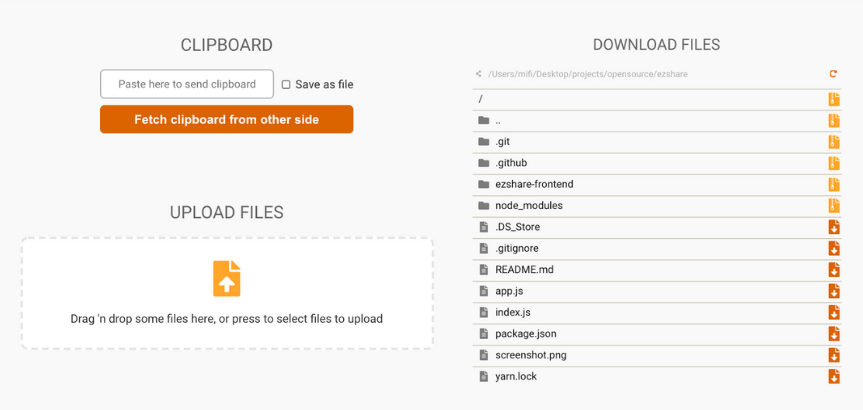 CLIPBOARD
Paste here to send clipboard
Save as file
Fetch clipboard from other side
UPLOAD FILES
Drag 'n drop some files here, or press to select files to upload
DOWNLOAD FILES
/Users/mifi/Desktop/projects/opensource/ezshare
/
..
.git
.github
ezshare-frontend
node_modules
.DS_Store
.gitignore
README.md
app.js
index.js
package.json
screenshot.png
yarn.lock